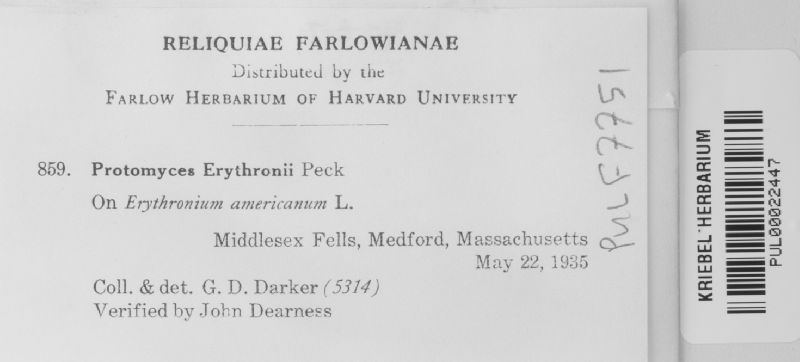 RELIQUIAE FARLOWIANAE
Distributed by the
FARLOW HERBARIUM OF HARVARD UNIVERSITY
859. Protomyces Erythronii Peck
On Erythronium americanum L.
Middlesex Fells, Medford, Massachusetts
May 22, 1935
Coll. & det. G. D. Darker (5314)
Verified by John Dearness
PUL F7751
KRIEBEL HERBARIUM
PUL00022447